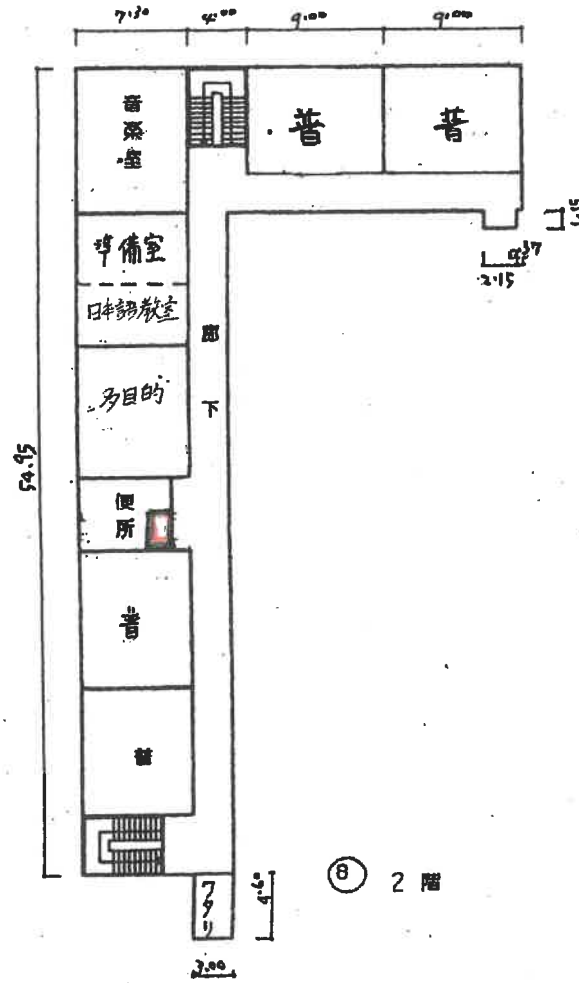 7.30 4.00 9.00 9.00
音楽室
普
普
準備室
日本語教室
廊下
2.15
54.95
多目的
便所
普
普
⑧ 2階
ワタリ
4.60
3.00